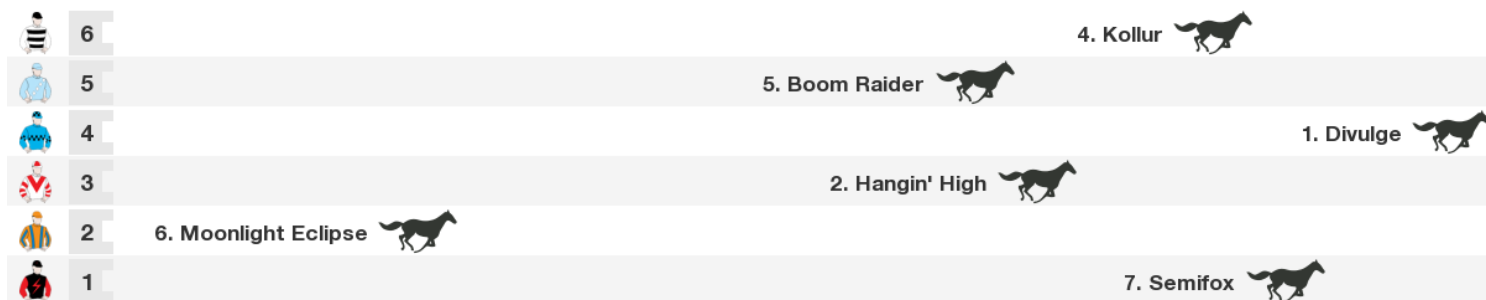 6 4. Kollur
5 5. Boom Raider
4 1. Divulge
3 2. Hangin' High
2 6. Moonlight Eclipse
1 7. Semifox